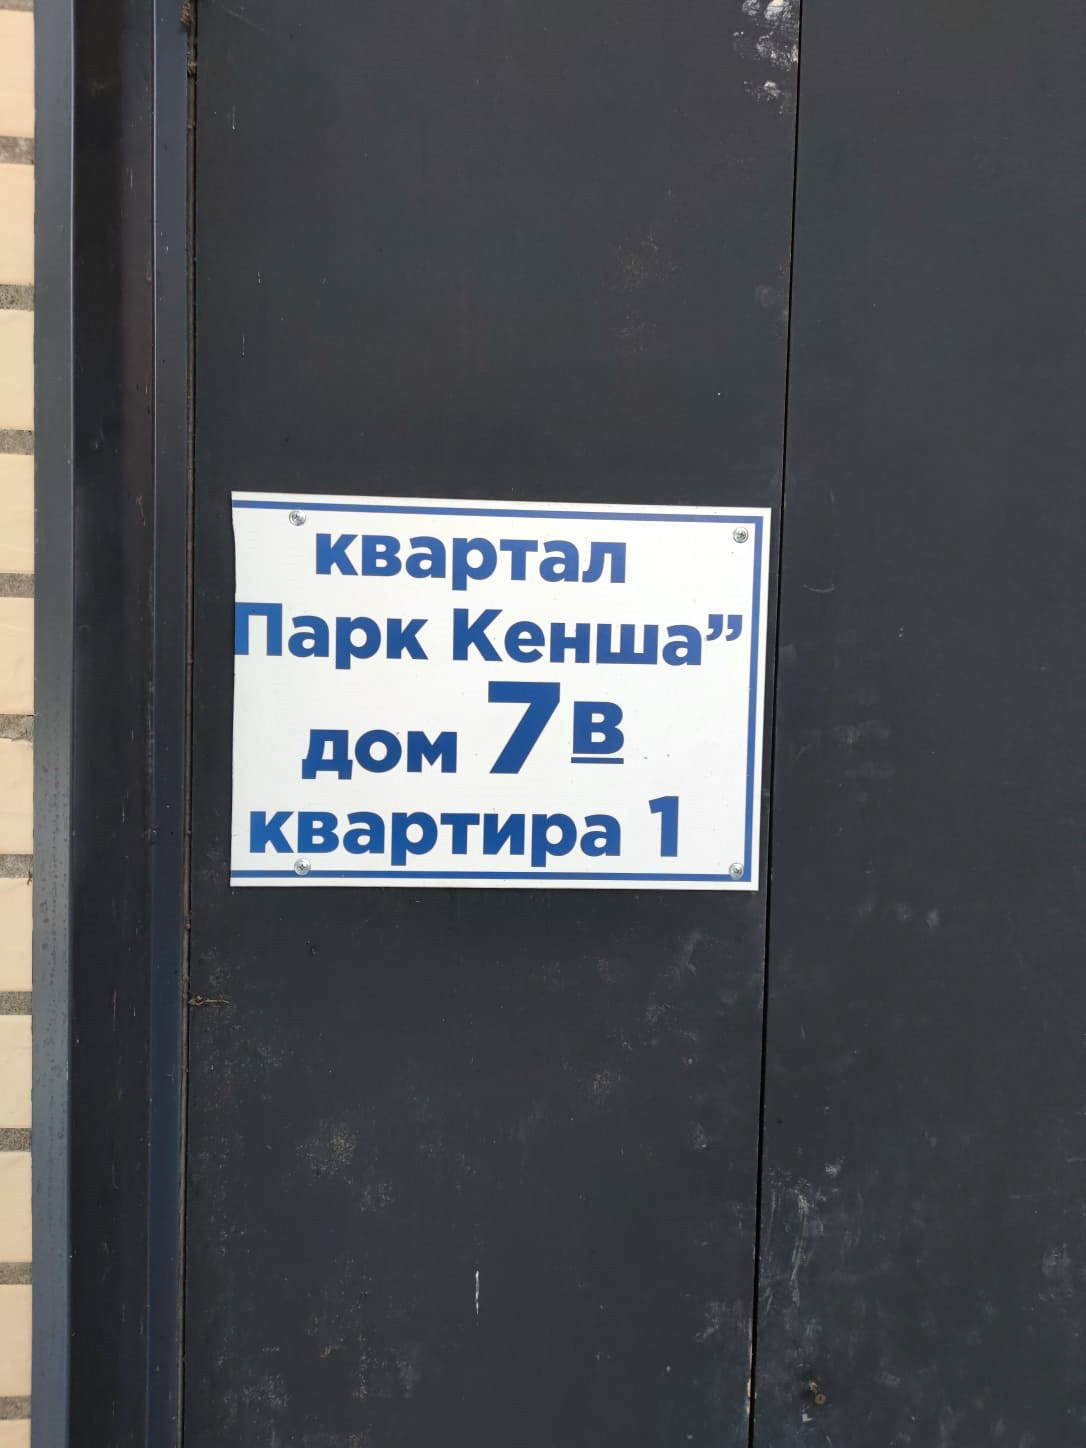 квартал
Парк Кенша”
дом 7в
квартира 1